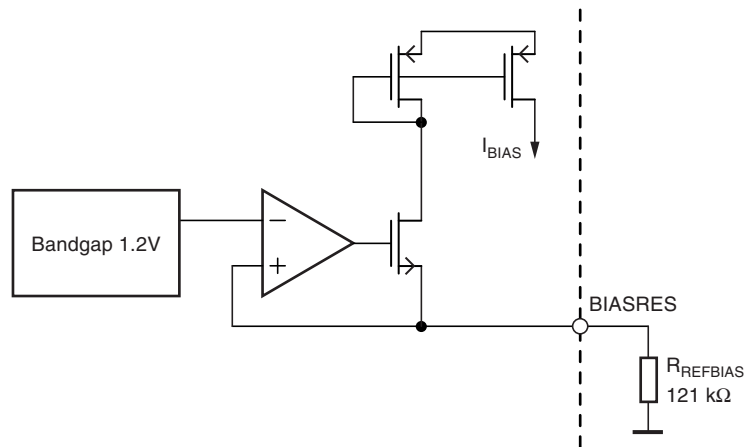 I_BIAS
Bandgap 1.2V
−
+
BIASRES
R_REFBIAS
121 kΩ